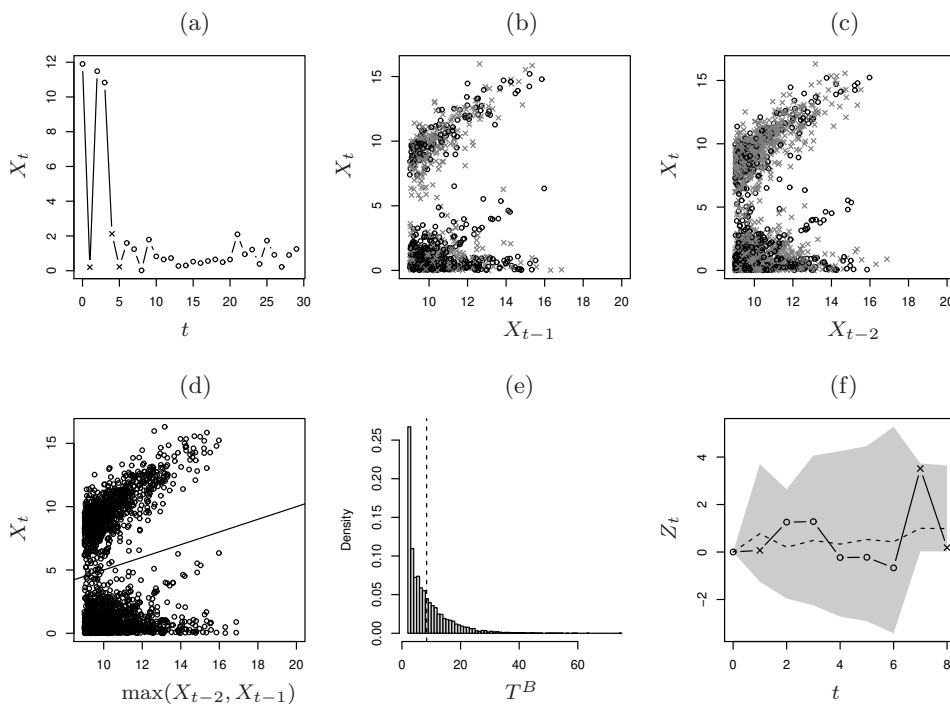 (a)
(b)
(c)
12
10
8
6
4
2
0
X_t
0 5 10 15 20 25 30
t
15
10
5
0
X_t
10 12 14 16 18 20
X_{t-1}
15
10
5
0
X_t
10 12 14 16 18 20
X_{t-2}
(d)
(e)
(f)
15
10
5
0
X_t
8 10 12 14 16 18 20
max(X_{t-2}, X_{t-1})
0.25
0.20
0.15
0.10
0.05
0.00
Density
0 20 40 60
T^B
4
2
0
−2
Z_t
0 2 4 6 8
t